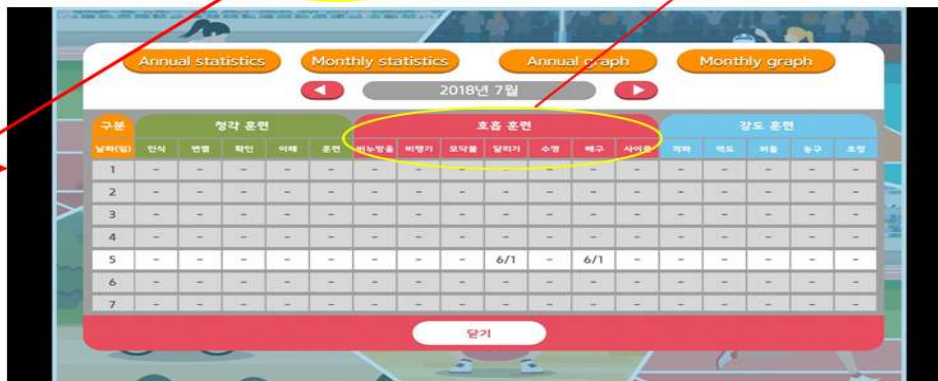 Annual statistics Monthly statistics Annual graph Monthly graph
2018년 7월
구분 청각 훈련 호흡 훈련 강도 훈련
날짜(일) 인식 변별 확인 이해 훈련 비누방울 비행기 모닥불 달리기 수영 배구 사이클 격파 역도 허들 농구 조정
1 - - - - - - - - - - - - - - - - -
2 - - - - - - - - - - - - - - - - -
3 - - - - - - - - - - - - - - - - -
4 - - - - - - - - - - - - - - - - -
5 - - - - - - - - 6/1 - 6/1 - - - - - -
6 - - - - - - - - - - - - - - - - -
7 - - - - - - - - - - - - - - - - -
닫기